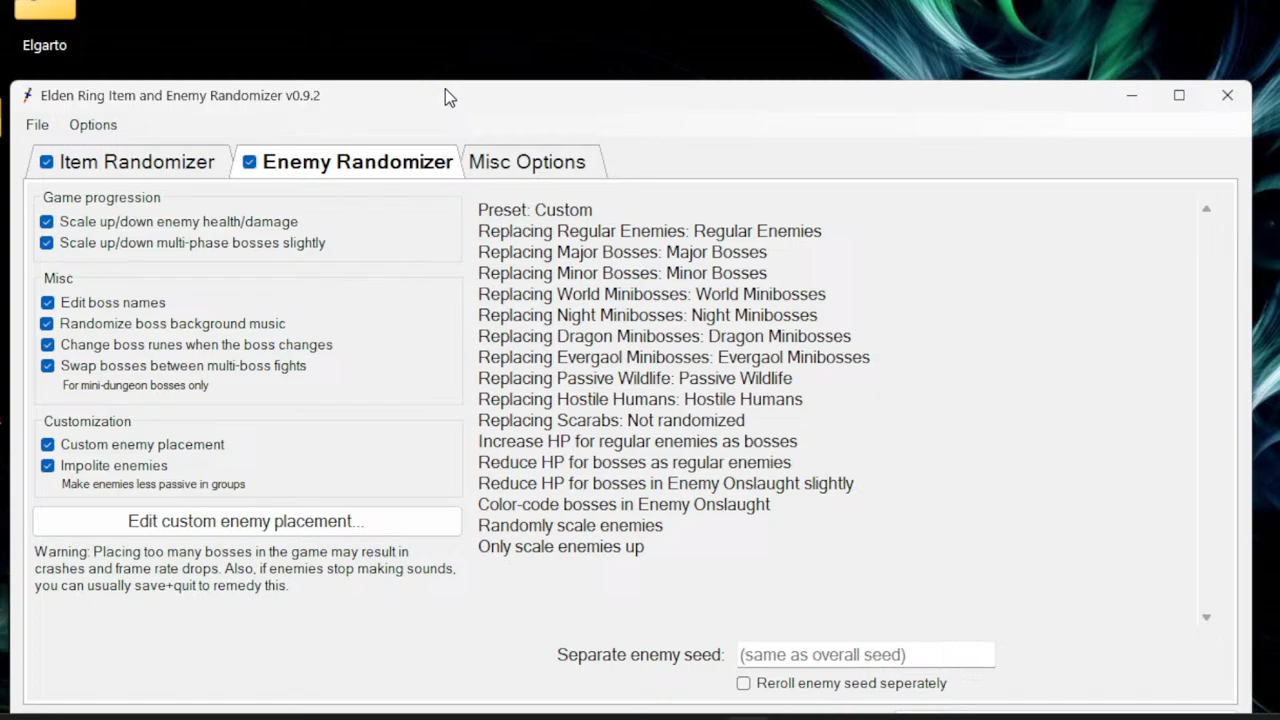 Elgarto
Elden Ring Item and Enemy Randomizer v0.9.2
File Options
Item Randomizer Enemy Randomizer Misc Options
Game progression
Scale up/down enemy health/damage
Scale up/down multi-phase bosses slightly
Misc
Edit boss names
Randomize boss background music
Change boss runes when the boss changes
Swap bosses between multi-boss fights
For mini-dungeon bosses only
Customization
Custom enemy placement
Impolite enemies
Make enemies less passive in groups
Edit custom enemy placement...
Warning: Placing too many bosses in the game may result in
crashes and frame rate drops. Also, if enemies stop making sounds,
you can usually save+quit to remedy this.
Preset: Custom
Replacing Regular Enemies: Regular Enemies
Replacing Major Bosses: Major Bosses
Replacing Minor Bosses: Minor Bosses
Replacing World Minibosses: World Minibosses
Replacing Night Minibosses: Night Minibosses
Replacing Dragon Minibosses: Dragon Minibosses
Replacing Evergaol Minibosses: Evergaol Minibosses
Replacing Passive Wildlife: Passive Wildlife
Replacing Hostile Humans: Hostile Humans
Replacing Scarabs: Not randomized
Increase HP for regular enemies as bosses
Reduce HP for bosses as regular enemies
Reduce HP for bosses in Enemy Onslaught slightly
Color-code bosses in Enemy Onslaught
Randomly scale enemies
Only scale enemies up
Separate enemy seed: (same as overall seed)
Reroll enemy seed seperately